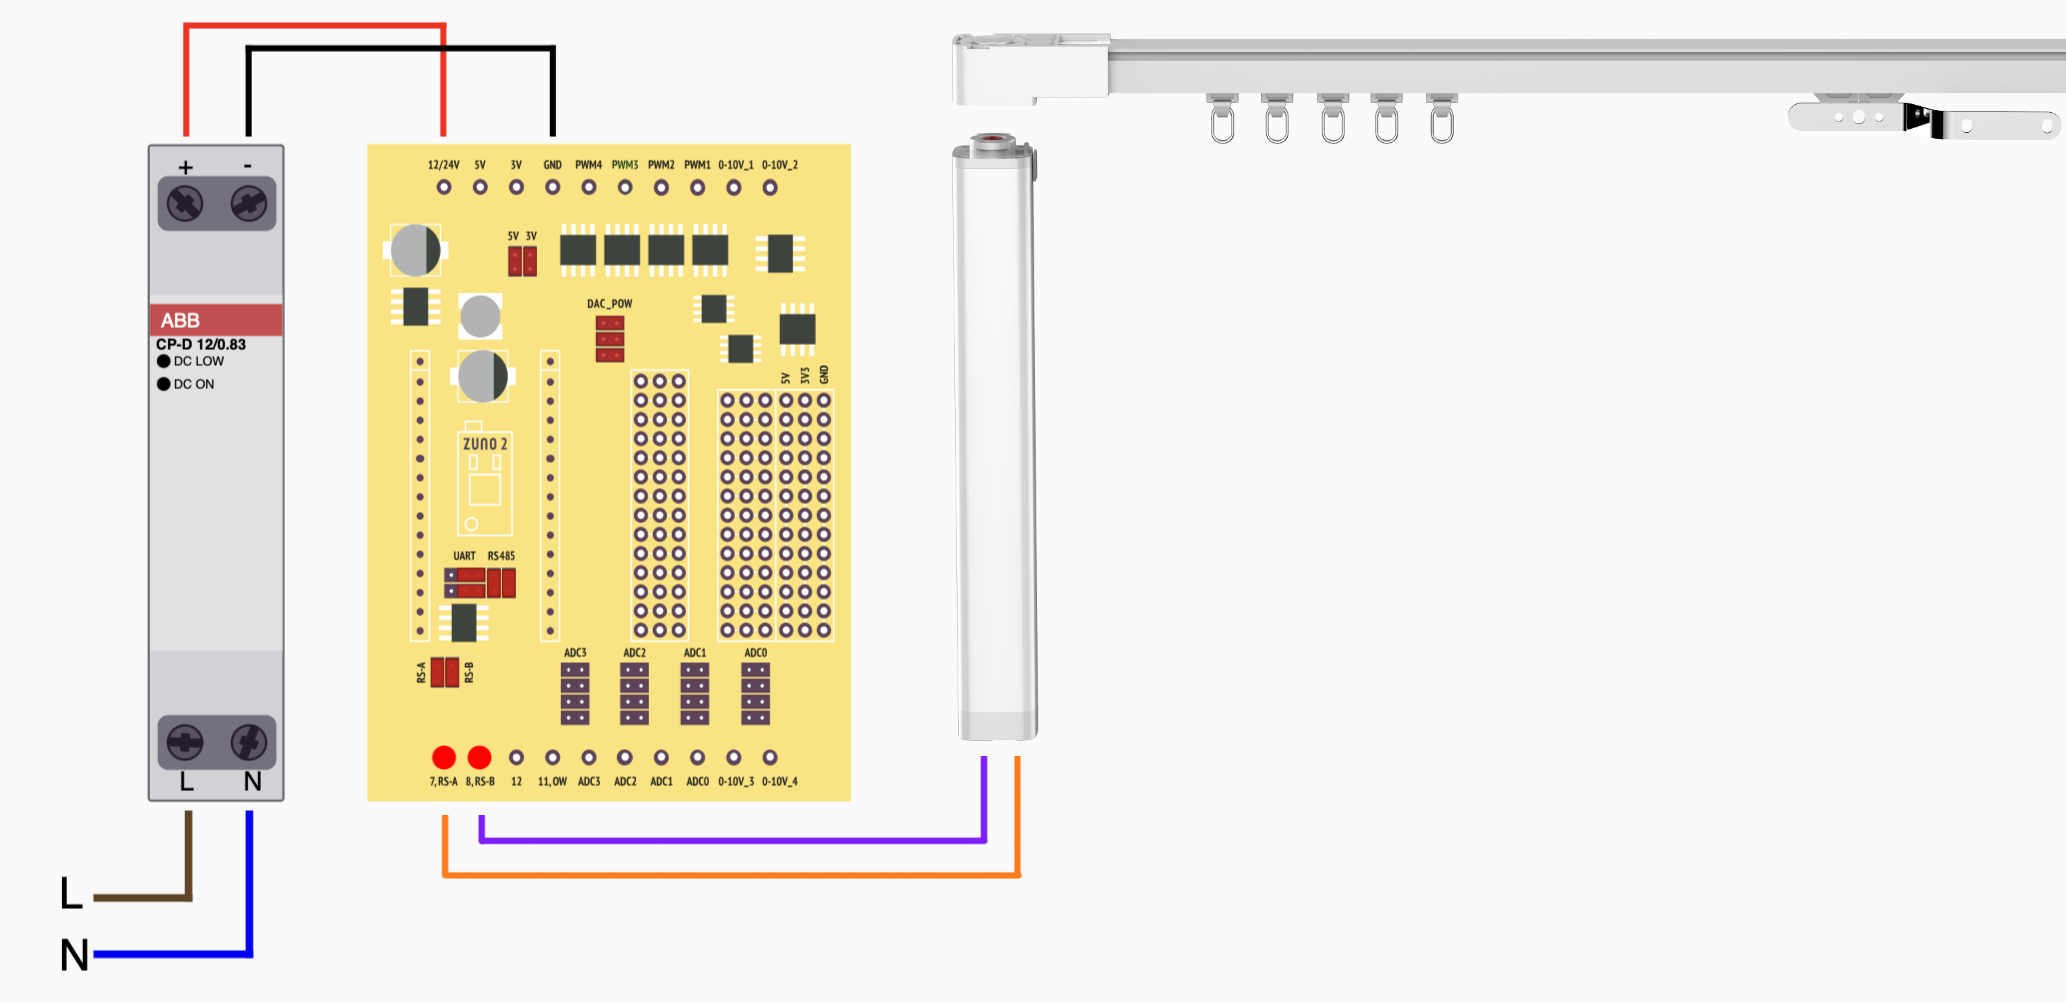 + -
ABB
CP-D 12/0.83
DC LOW
DC ON
L N
L
N
12/24V 5V 3V GND PWM4 PWM3 PWM2 PWM1 0-10V_1 0-10V_2
5V 3V
DAC_POW
5V 3V3 GND
ZUNO 2
UART RS485
RS-A RS-B
ADC3 ADC2 ADC1 ADC0
7,RS-A 8,RS-B 12 11,OW ADC3 ADC2 ADC1 ADC0 0-10V_3 0-10V_4